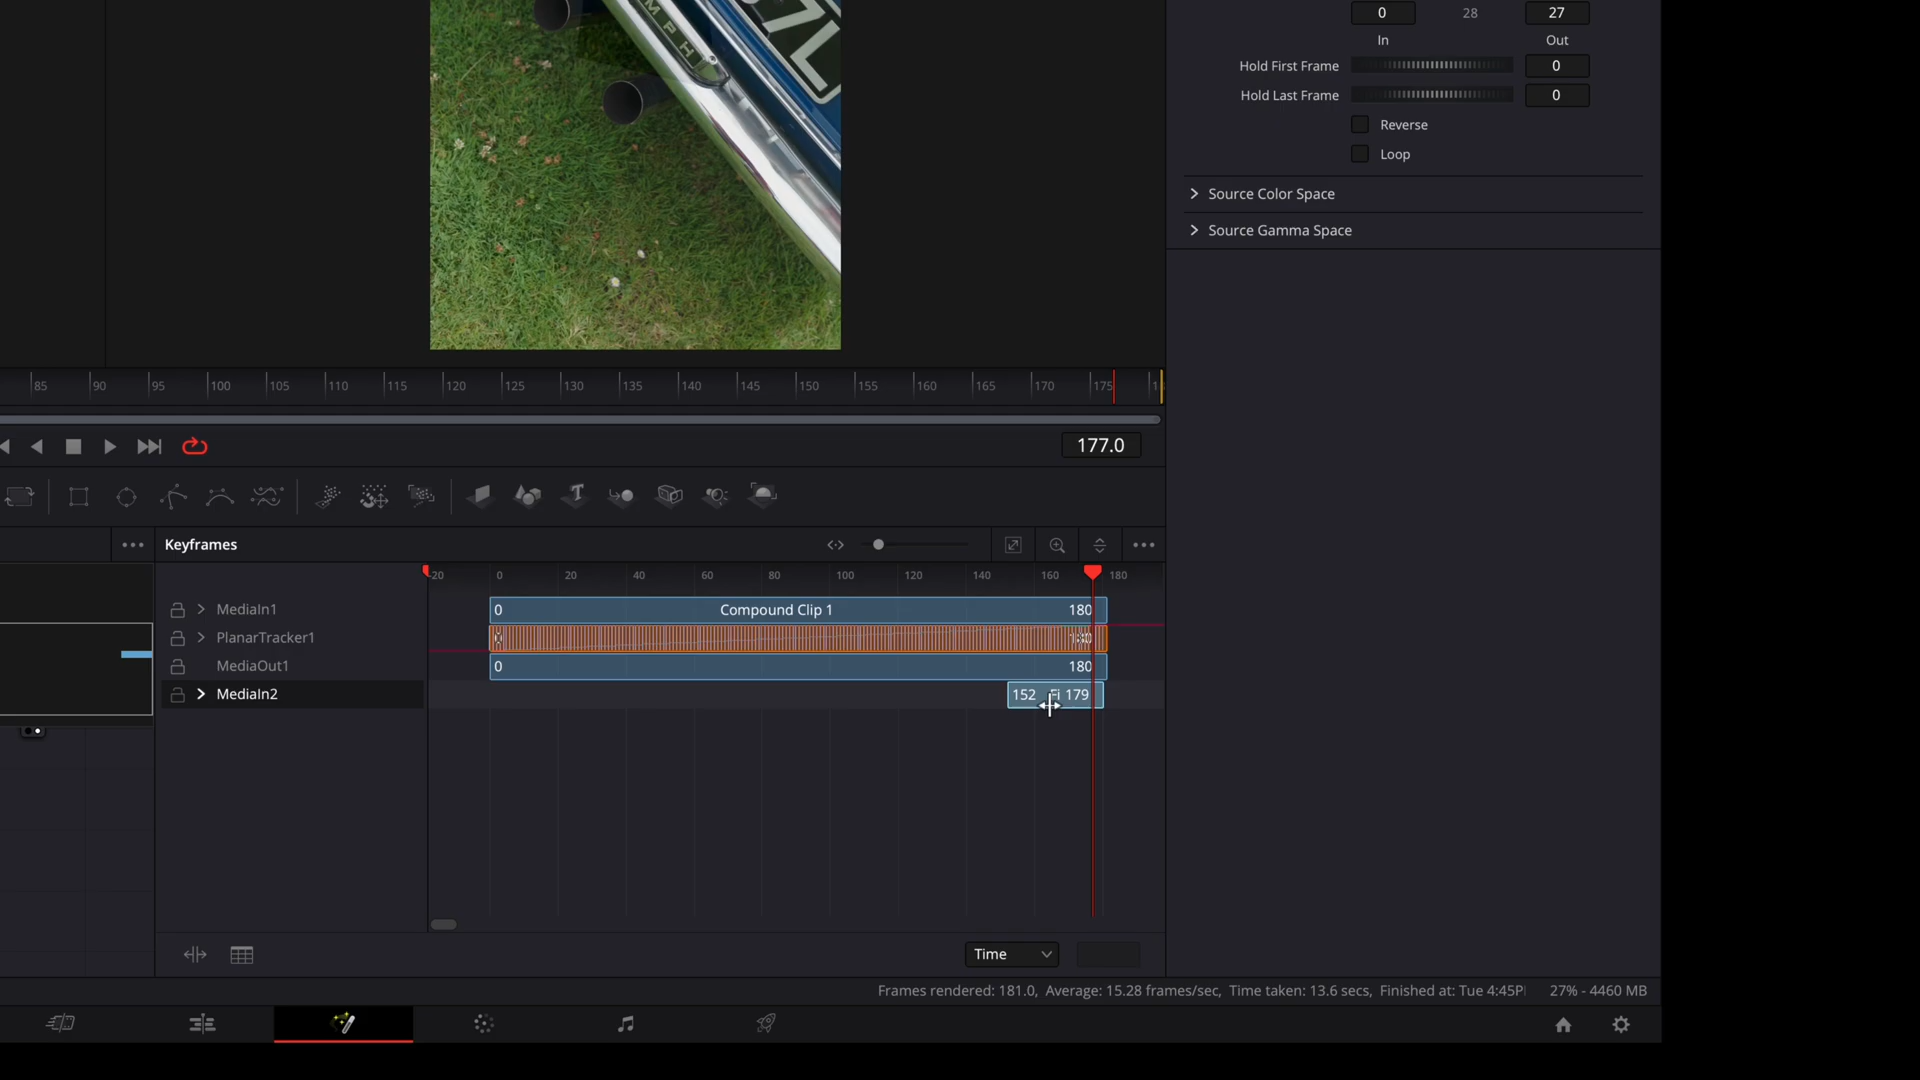 MPH
7L
0 28 27
In Out
Hold First Frame 0
Hold Last Frame 0
Reverse
Loop
Source Color Space
Source Gamma Space
85 90 95 100 105 110 115 120 125 130 135 140 145 150 155 160 165 170 175
177.0
Keyframes
-20 0 20 40 60 80 100 120 140 160 180
MediaIn1 0 Compound Clip 1 180
PlanarTracker1 180
MediaOut1 0 180
MediaIn2 152 Fi 179
Time
Frames rendered: 181.0, Average: 15.28 frames/sec, Time taken: 13.6 secs, Finished at: Tue 4:45P 27% - 4460 MB